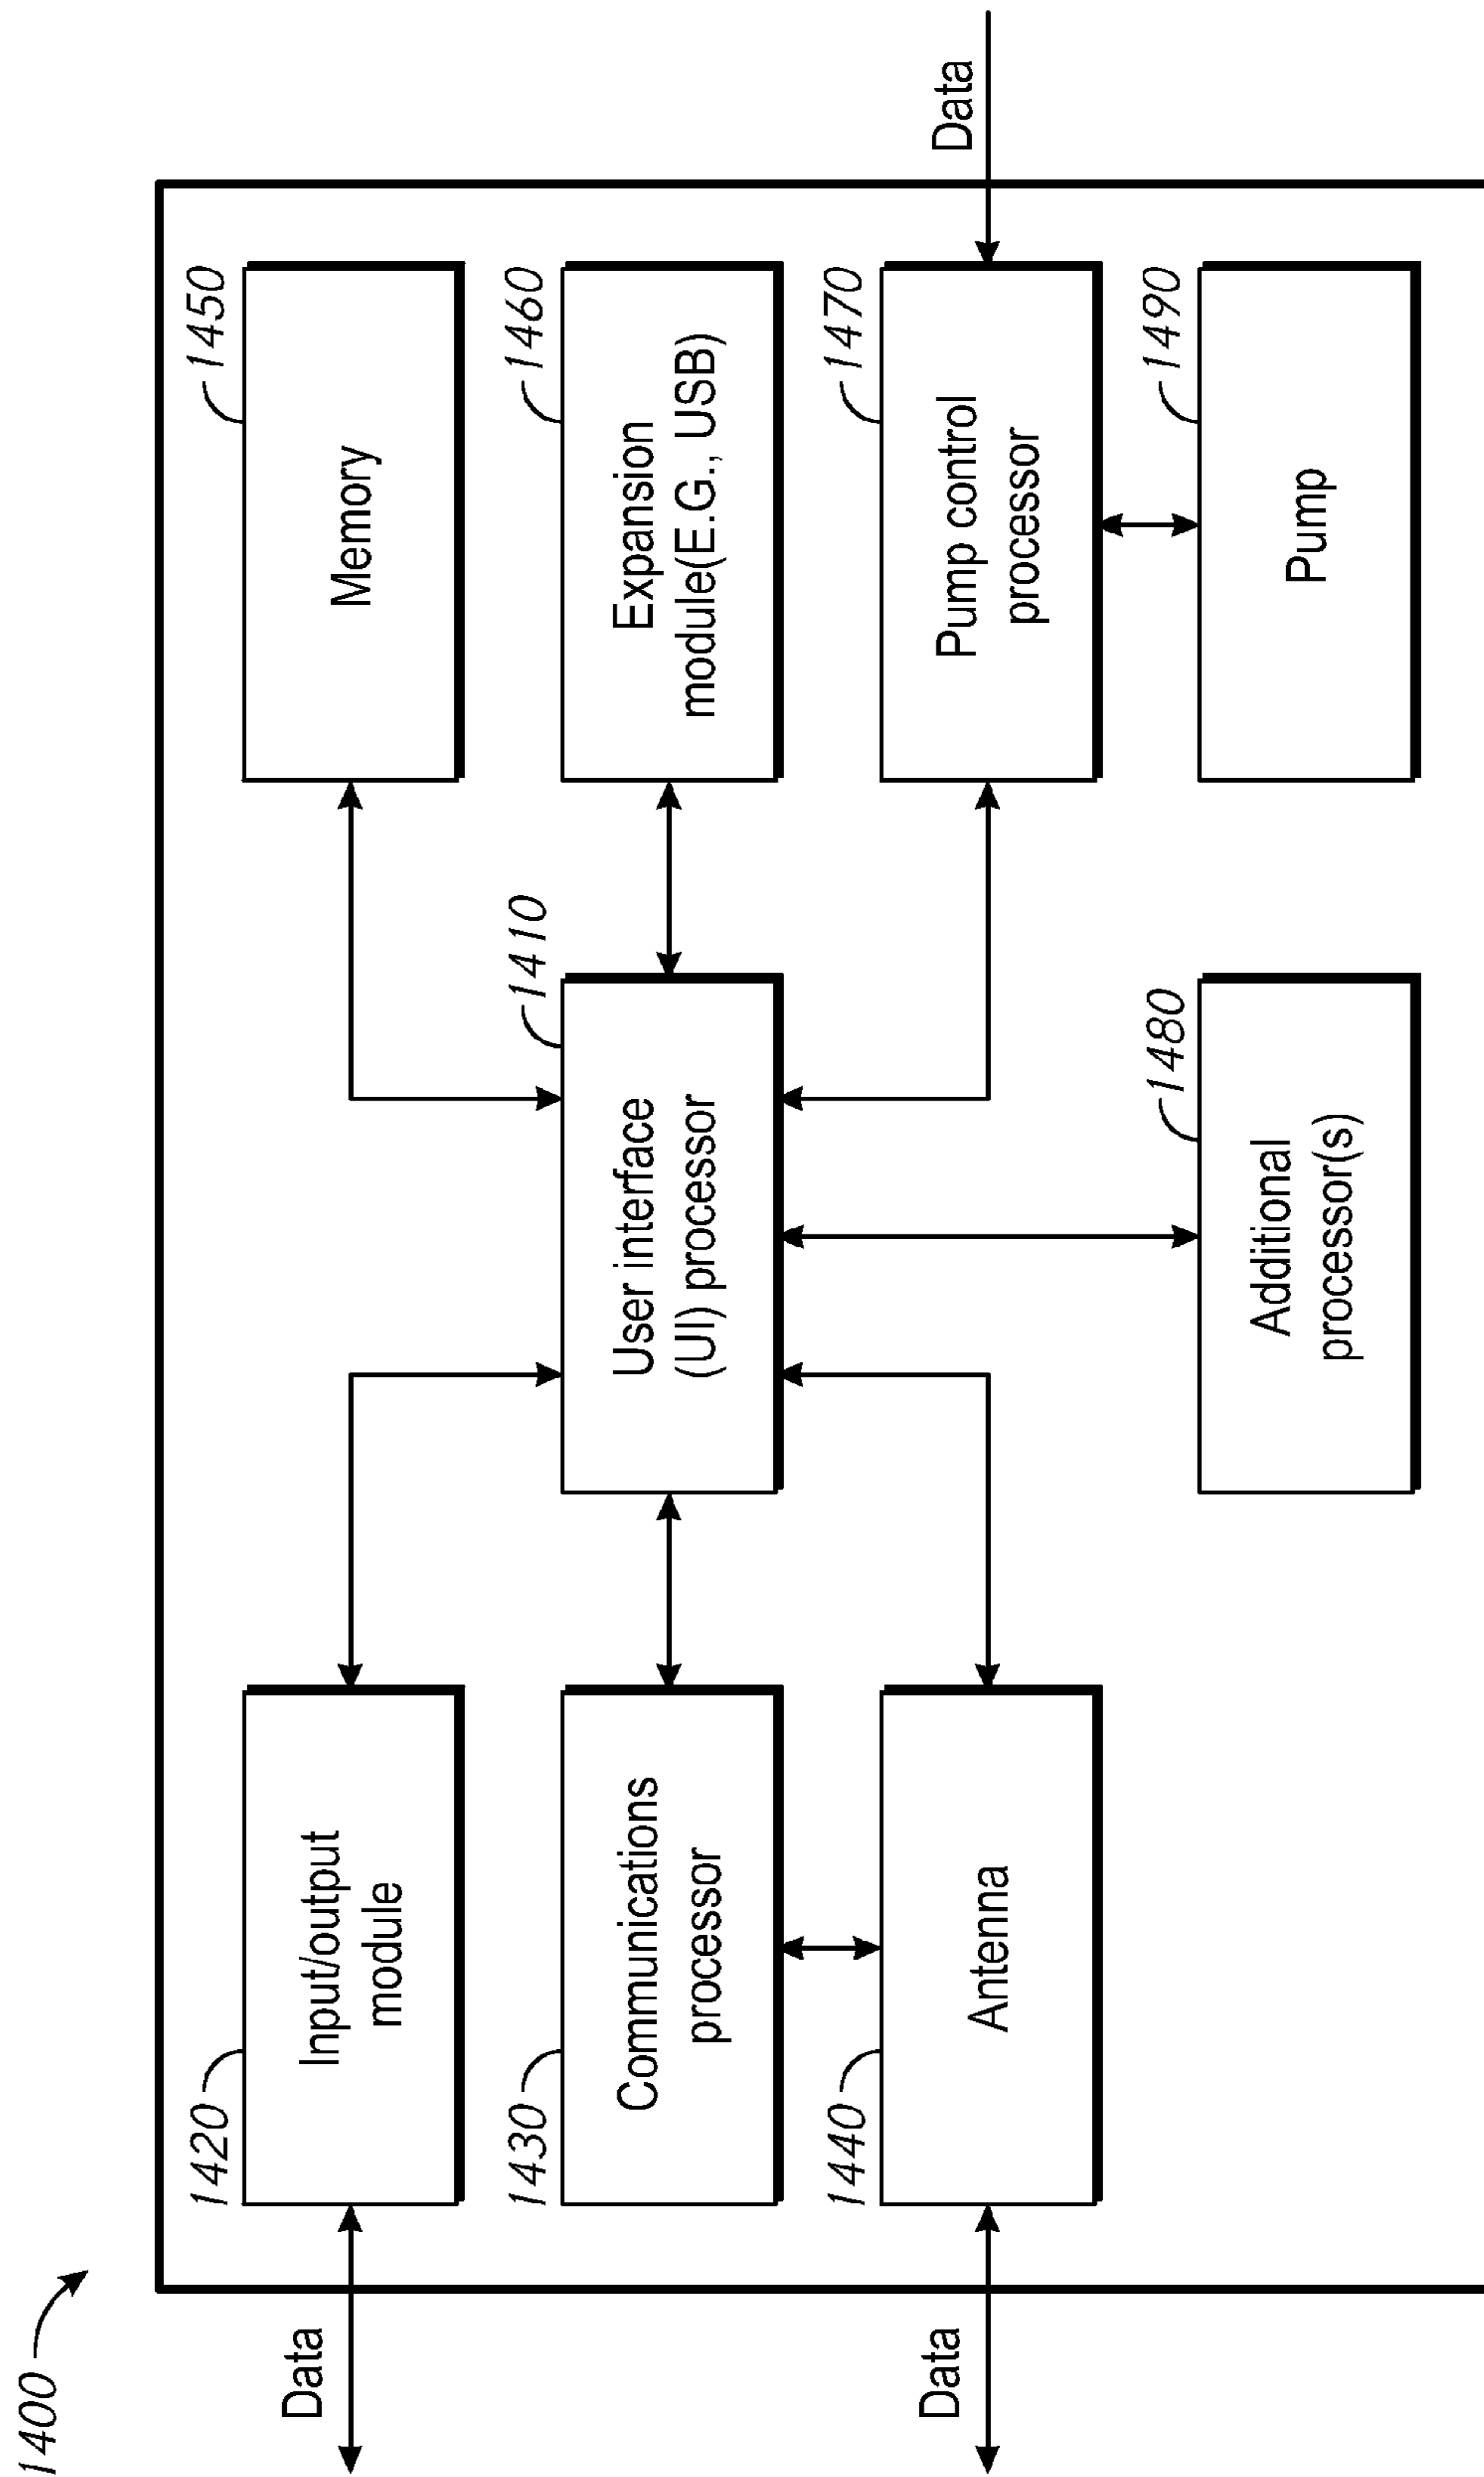 1400
1420
Input/output
module
Data
1430
Communications
processor
1440
Antenna
Data
1410
User interface
(UI) processor
1480
Additional
processor(s)
1450
Memory
1460
Expansion
module(E.G., USB)
1470
Pump control
processor
Data
1490
Pump